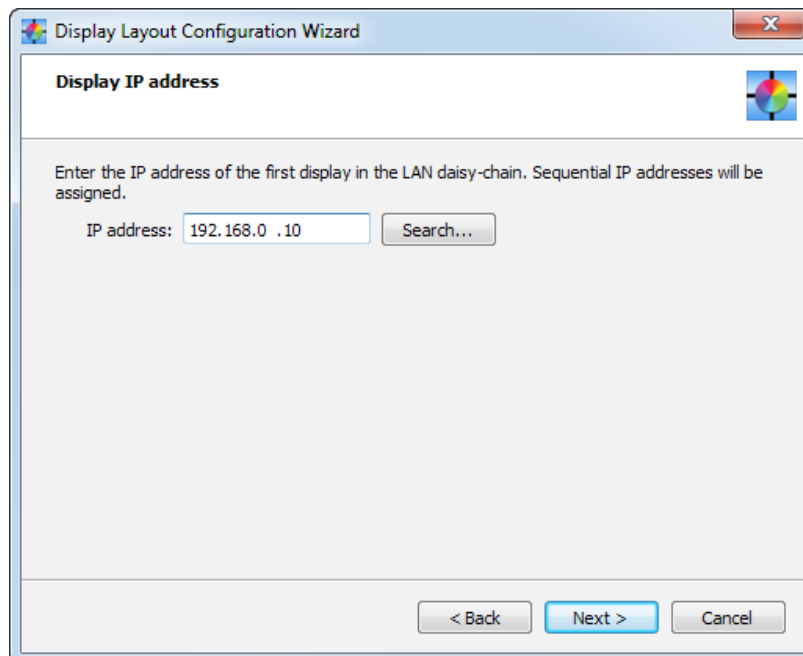 Display Layout Configuration Wizard
Display IP address
Enter the IP address of the first display in the LAN daisy-chain. Sequential IP addresses will be
assigned.
IP address: 192.168.0 .10 Search...
< Back Next > Cancel